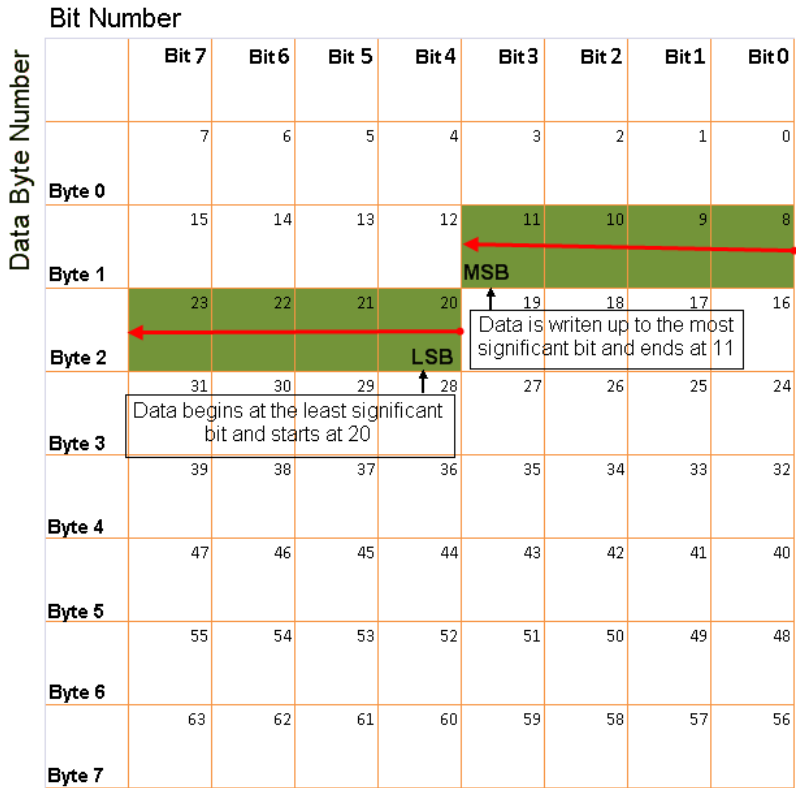 Bit Number
Data Byte Number
Bit 7 Bit 6 Bit 5 Bit 4 Bit 3 Bit 2 Bit 1 Bit 0
7 6 5 4 3 2 1 0
Byte 0
15 14 13 12 11 10 9 8
Byte 1
MSB
23 22 21 20 19 18 17 16
Data is writen up to the most
significant bit and ends at 11
Byte 2
LSB
31 30 29 28 27 26 25 24
Data begins at the least significant
bit and starts at 20
Byte 3
39 38 37 36 35 34 33 32
Byte 4
47 46 45 44 43 42 41 40
Byte 5
55 54 53 52 51 50 49 48
Byte 6
63 62 61 60 59 58 57 56
Byte 7